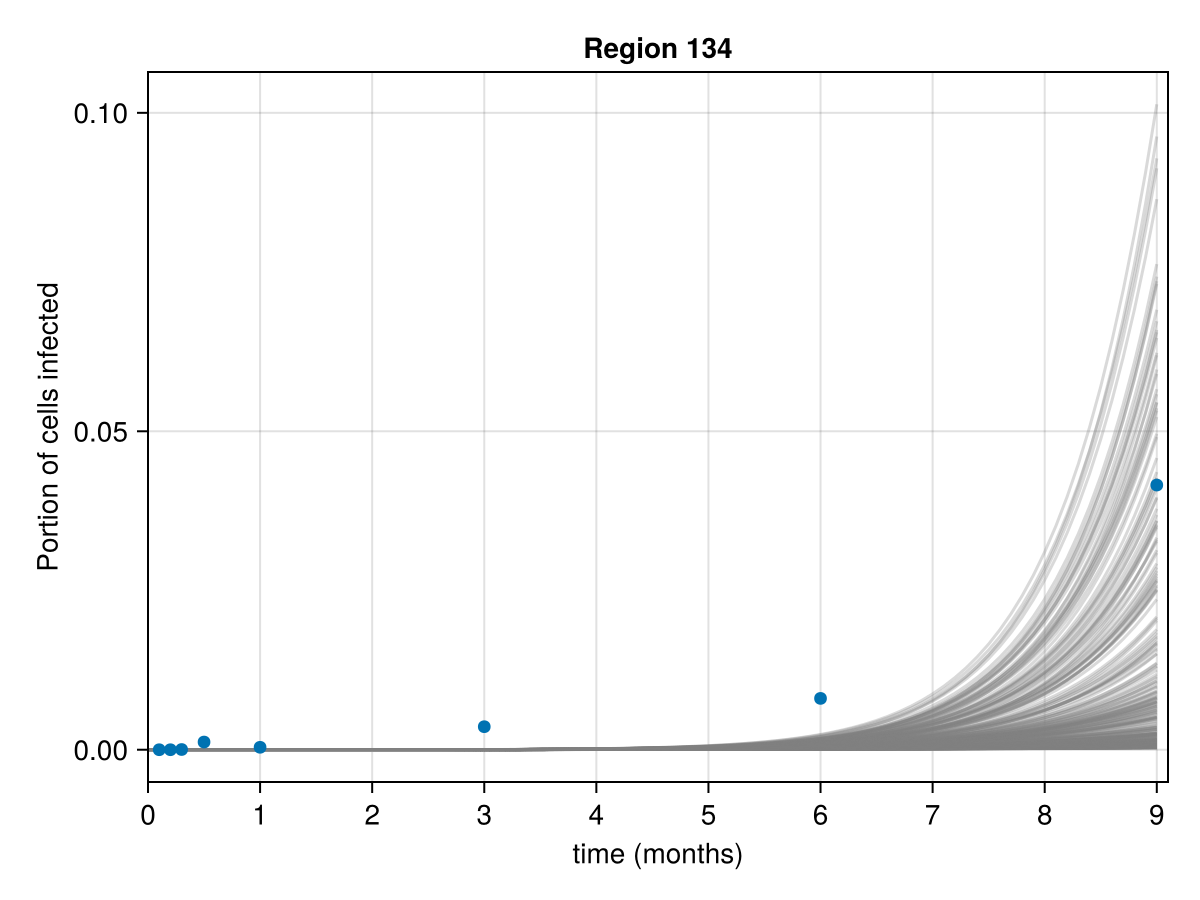 Region 134
0.10
0.05
0.00
Portion of cells infected
0 1 2 3 4 5 6 7 8 9
time (months)